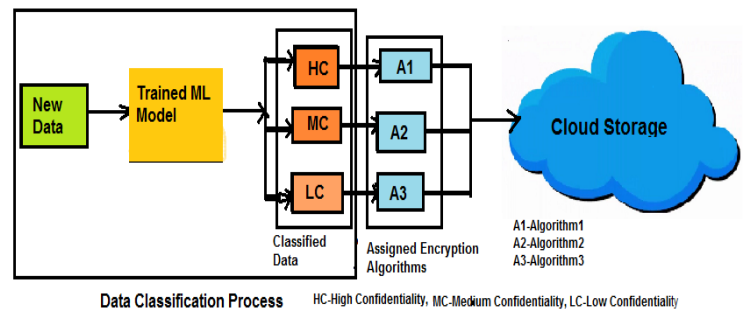 New
Data
Trained ML
Model
HC
MC
LC
A1
A2
A3
Cloud Storage
Classified
Data
Assigned Encryption
Algorithms
A1-Algorithm1
A2-Algorithm2
A3-Algorithm3
Data Classification Process
HC-High Confidentiality, MC-Medium Confidentiality, LC-Low Confidentiality